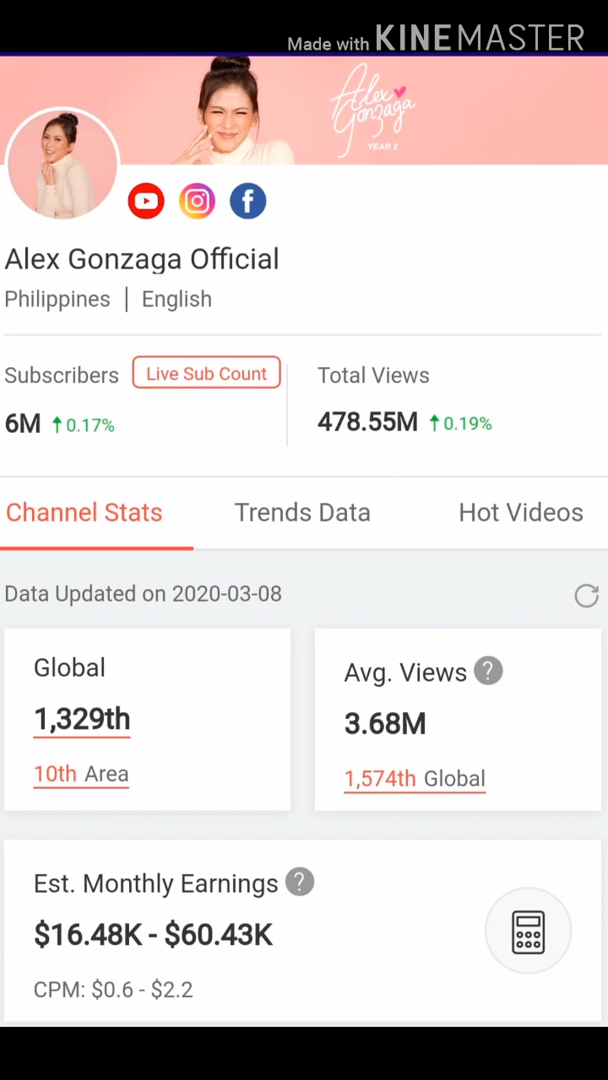 Made with KINEMASTER
Alex Gonzaga
YEAR 2
Alex Gonzaga Official
Philippines | English
Subscribers Live Sub Count Total Views
6M ↑0.17% 478.55M ↑0.19%
Channel Stats Trends Data Hot Videos
Data Updated on 2020-03-08
Global
1,329th
10th Area
Avg. Views ?
3.68M
1,574th Global
Est. Monthly Earnings ?
$16.48K - $60.43K
CPM: $0.6 - $2.2